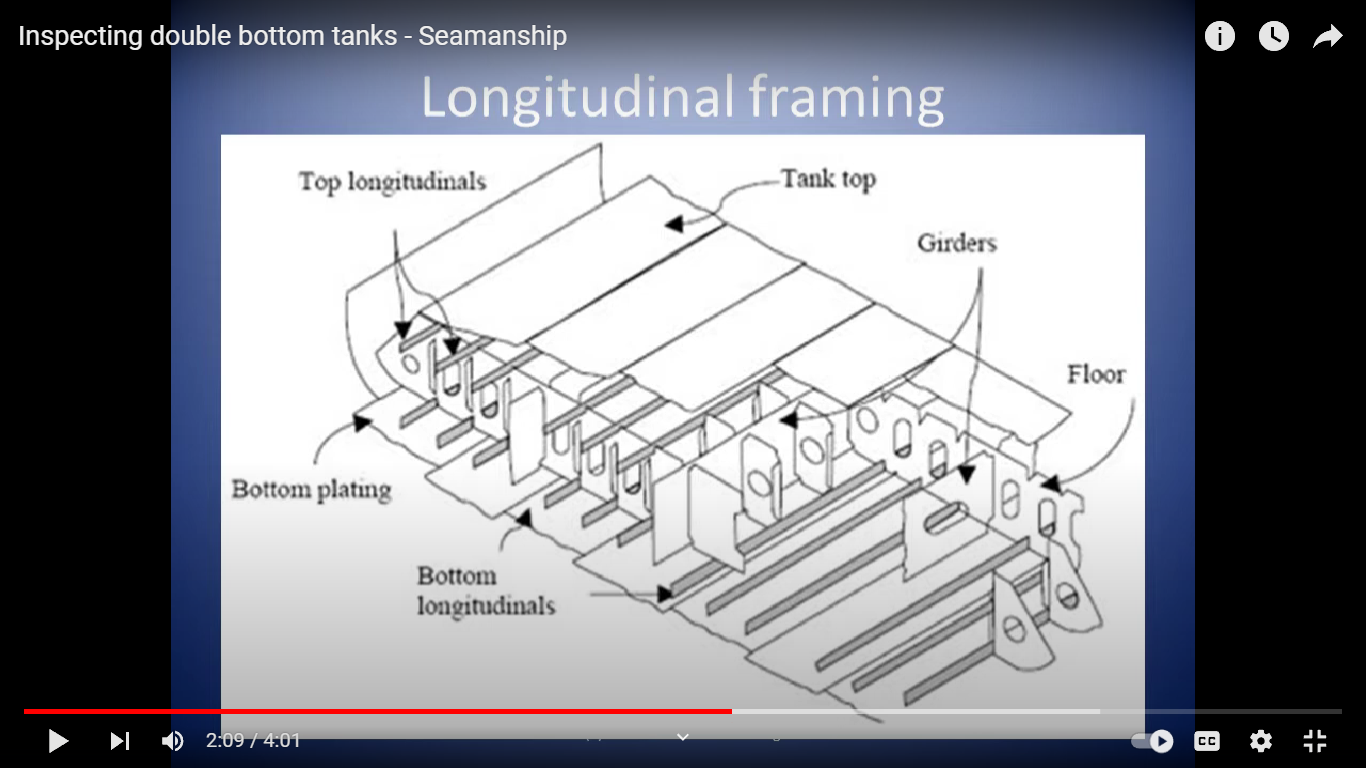 Inspecting double bottom tanks - Seamanship
Longitudinal framing
Top longitudinals
Tank top
Girders
Floor
Bottom plating
Bottom
longitudinals
2:09 / 4:01
CC